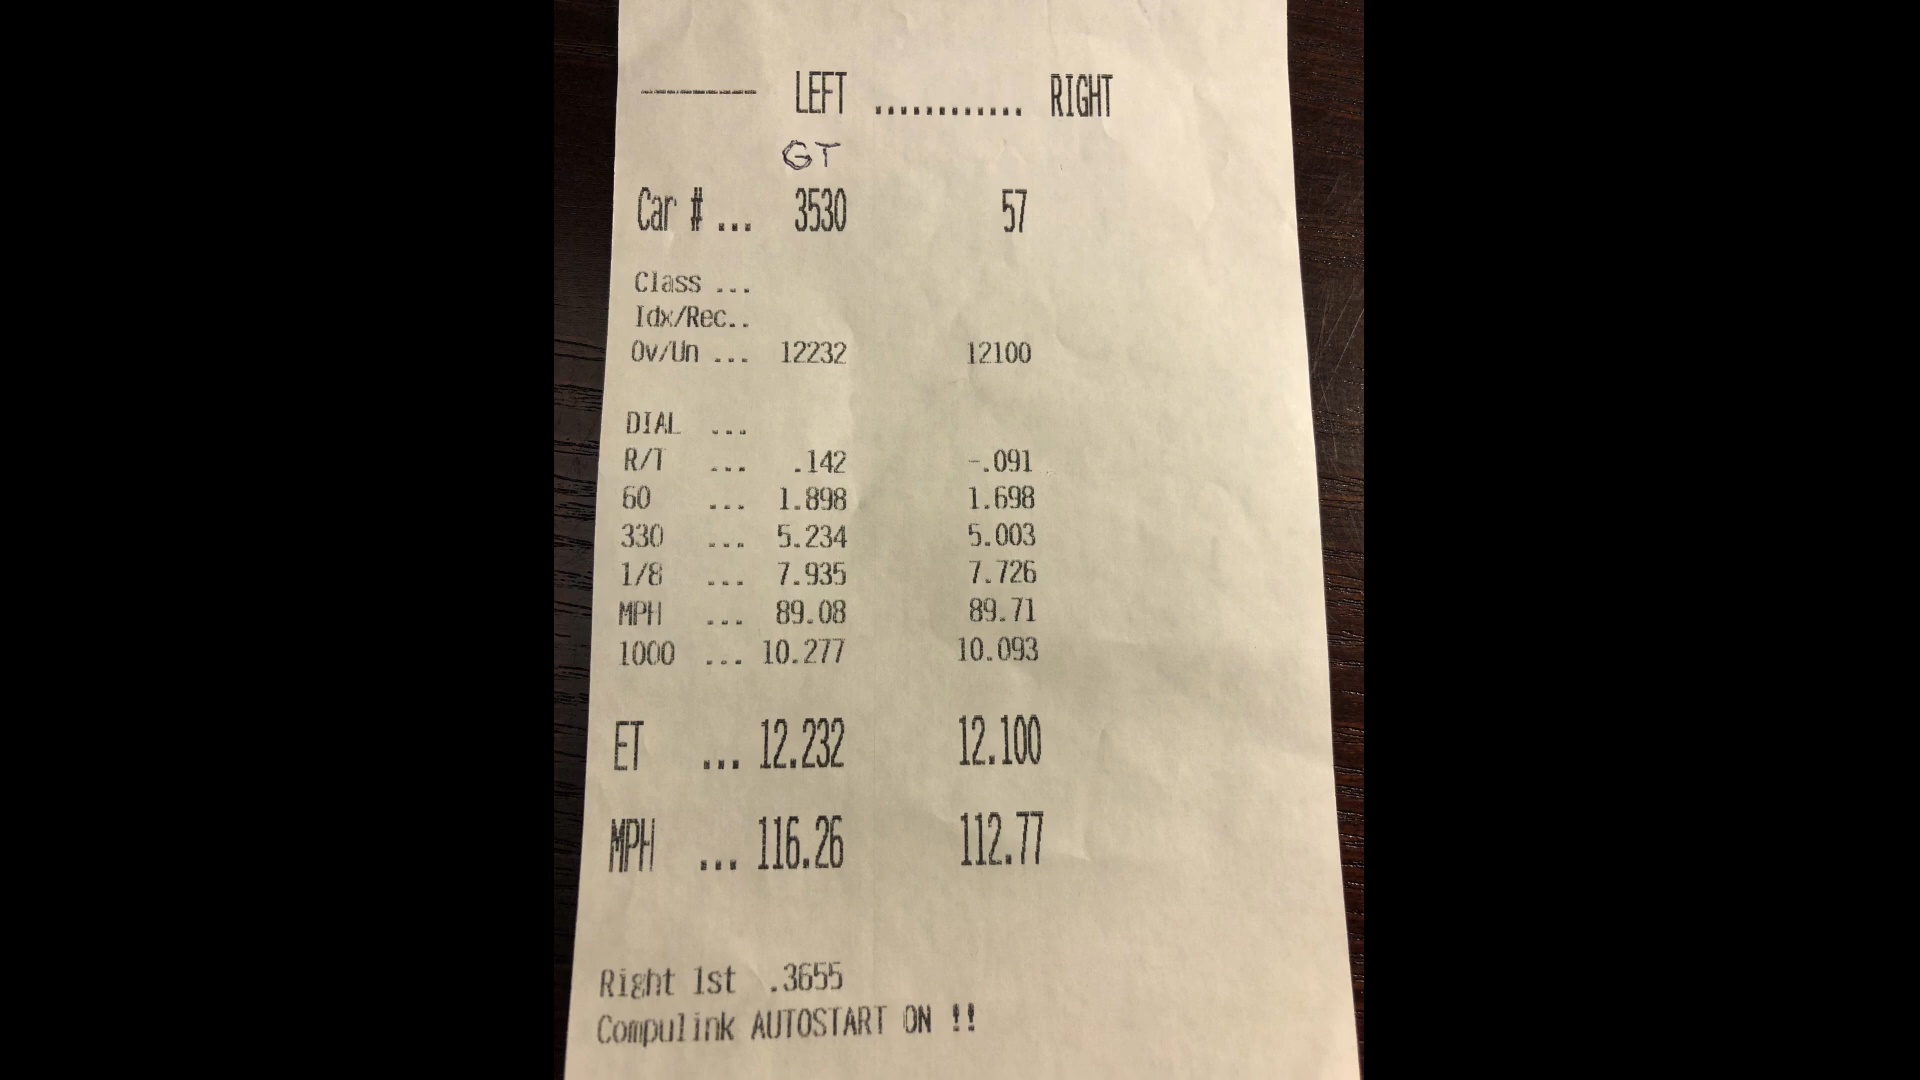 --------- LEFT ............ RIGHT
GT
Car # ... 3530 57
Class ...
Idx/Rec..
Ov/Un ... 12232 12100
DIAL ...
R/T ... .142 -.091
60 ... 1.898 1.698
330 ... 5.234 5.003
1/8 ... 7.935 7.726
MPH ... 89.08 89.71
1000 ... 10.277 10.093
ET ... 12.232 12.100
MPH ... 116.26 112.77
Right 1st .3655
Compulink AUTOSTART ON !!